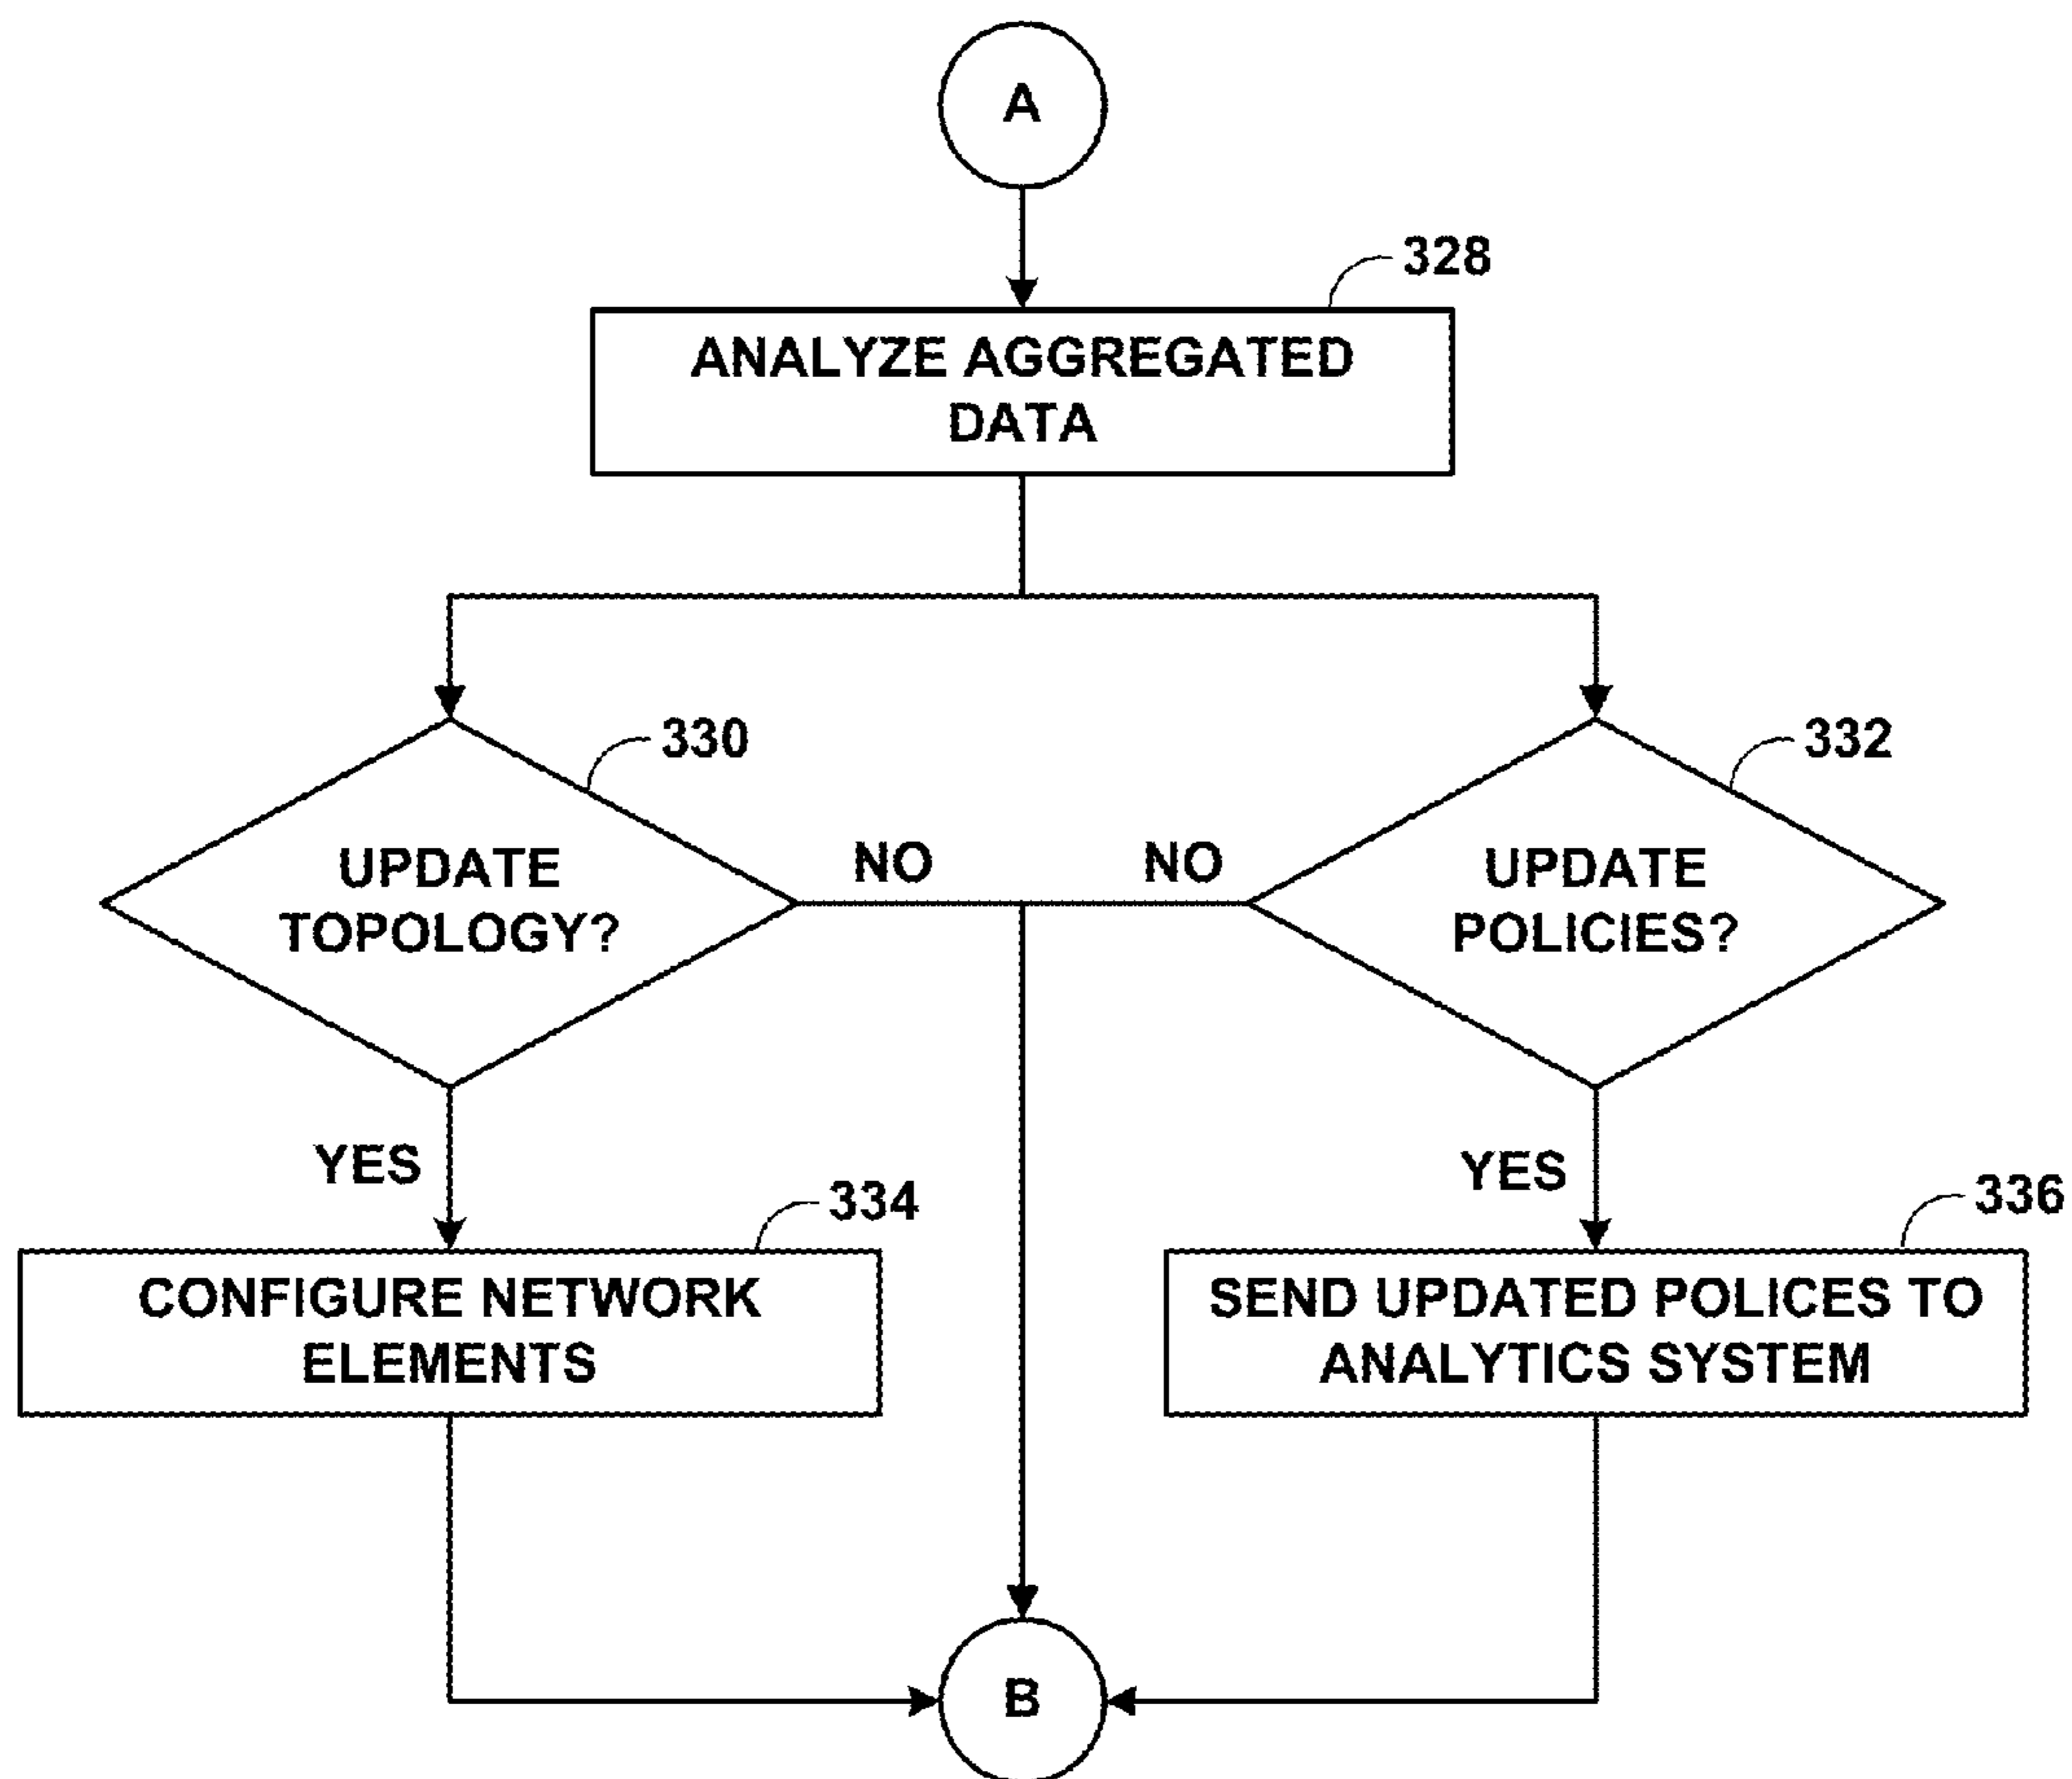 A
328
ANALYZE AGGREGATED
DATA
330
332
UPDATE
TOPOLOGY?
NO
NO
UPDATE
POLICIES?
YES
YES
334
336
CONFIGURE NETWORK
ELEMENTS
SEND UPDATED POLICES TO
ANALYTICS SYSTEM
B